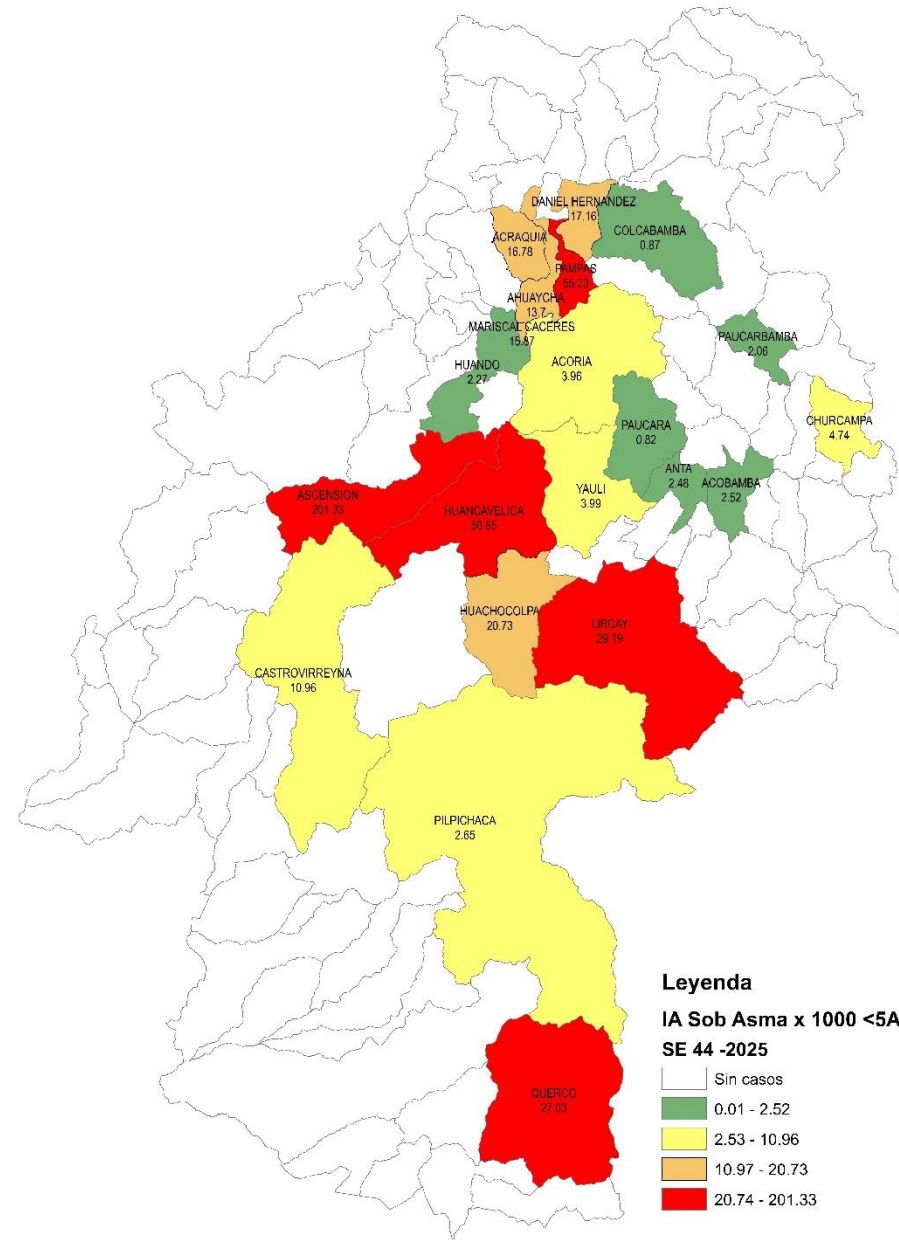 DANIEL HERNANDEZ
17.16
COLCABAMBA
0.87
ACRAQUIA
16.78
PAMPAS
55.23
AHUAYCHA
13.7
MARISCAL CACERES
15.87
PAUCARBAMBA
2.06
HUANDO
2.27
ACORIA
3.96
CHURCAMPA
4.74
PAUCARA
0.82
ANTA
2.48
ACOBAMBA
2.52
YAULI
3.99
ASCENSION
201.33
HUANCAVELICA
50.85
HUACHOCOLPA
20.73
LIRCAY
29.19
CASTROVIRREYNA
10.96
PILPICHACA
2.65
QUERCO
27.03
Leyenda
IA Sob Asma x 1000 <5A
SE 44 -2025
Sin casos
0.01 - 2.52
2.53 - 10.96
10.97 - 20.73
20.74 - 201.33